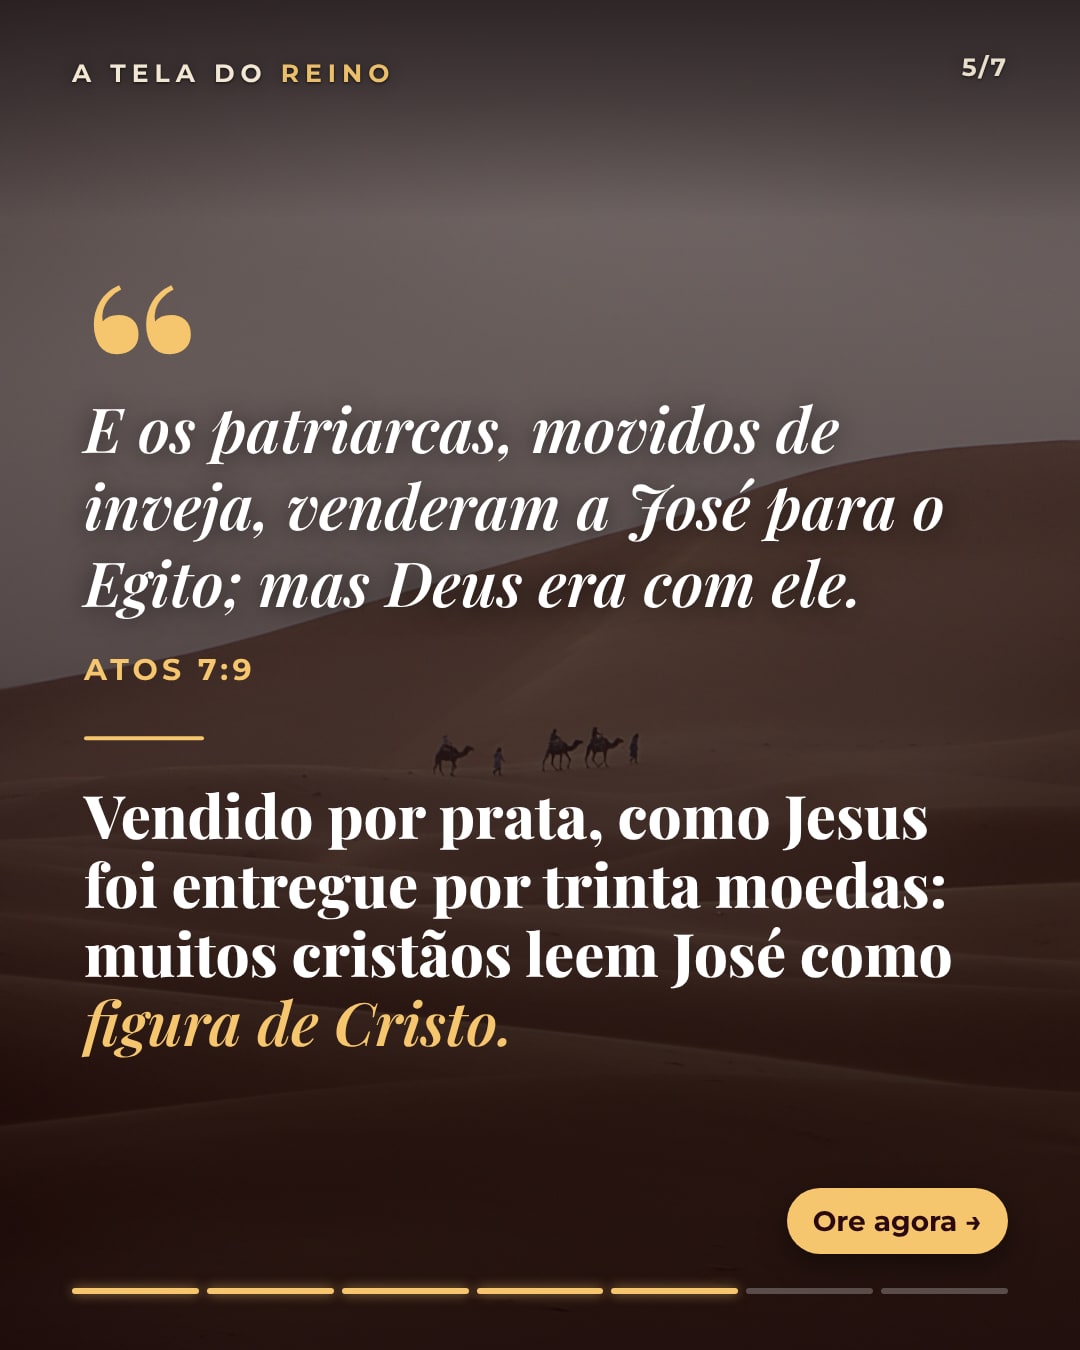 A TELA DO REINO
5/7
“
E os patriarcas, movidos de
inveja, venderam a José para o
Egito; mas Deus era com ele.
ATOS 7:9
Vendido por prata, como Jesus
foi entregue por trinta moedas:
muitos cristãos leem José como
figura de Cristo.
Ore agora →